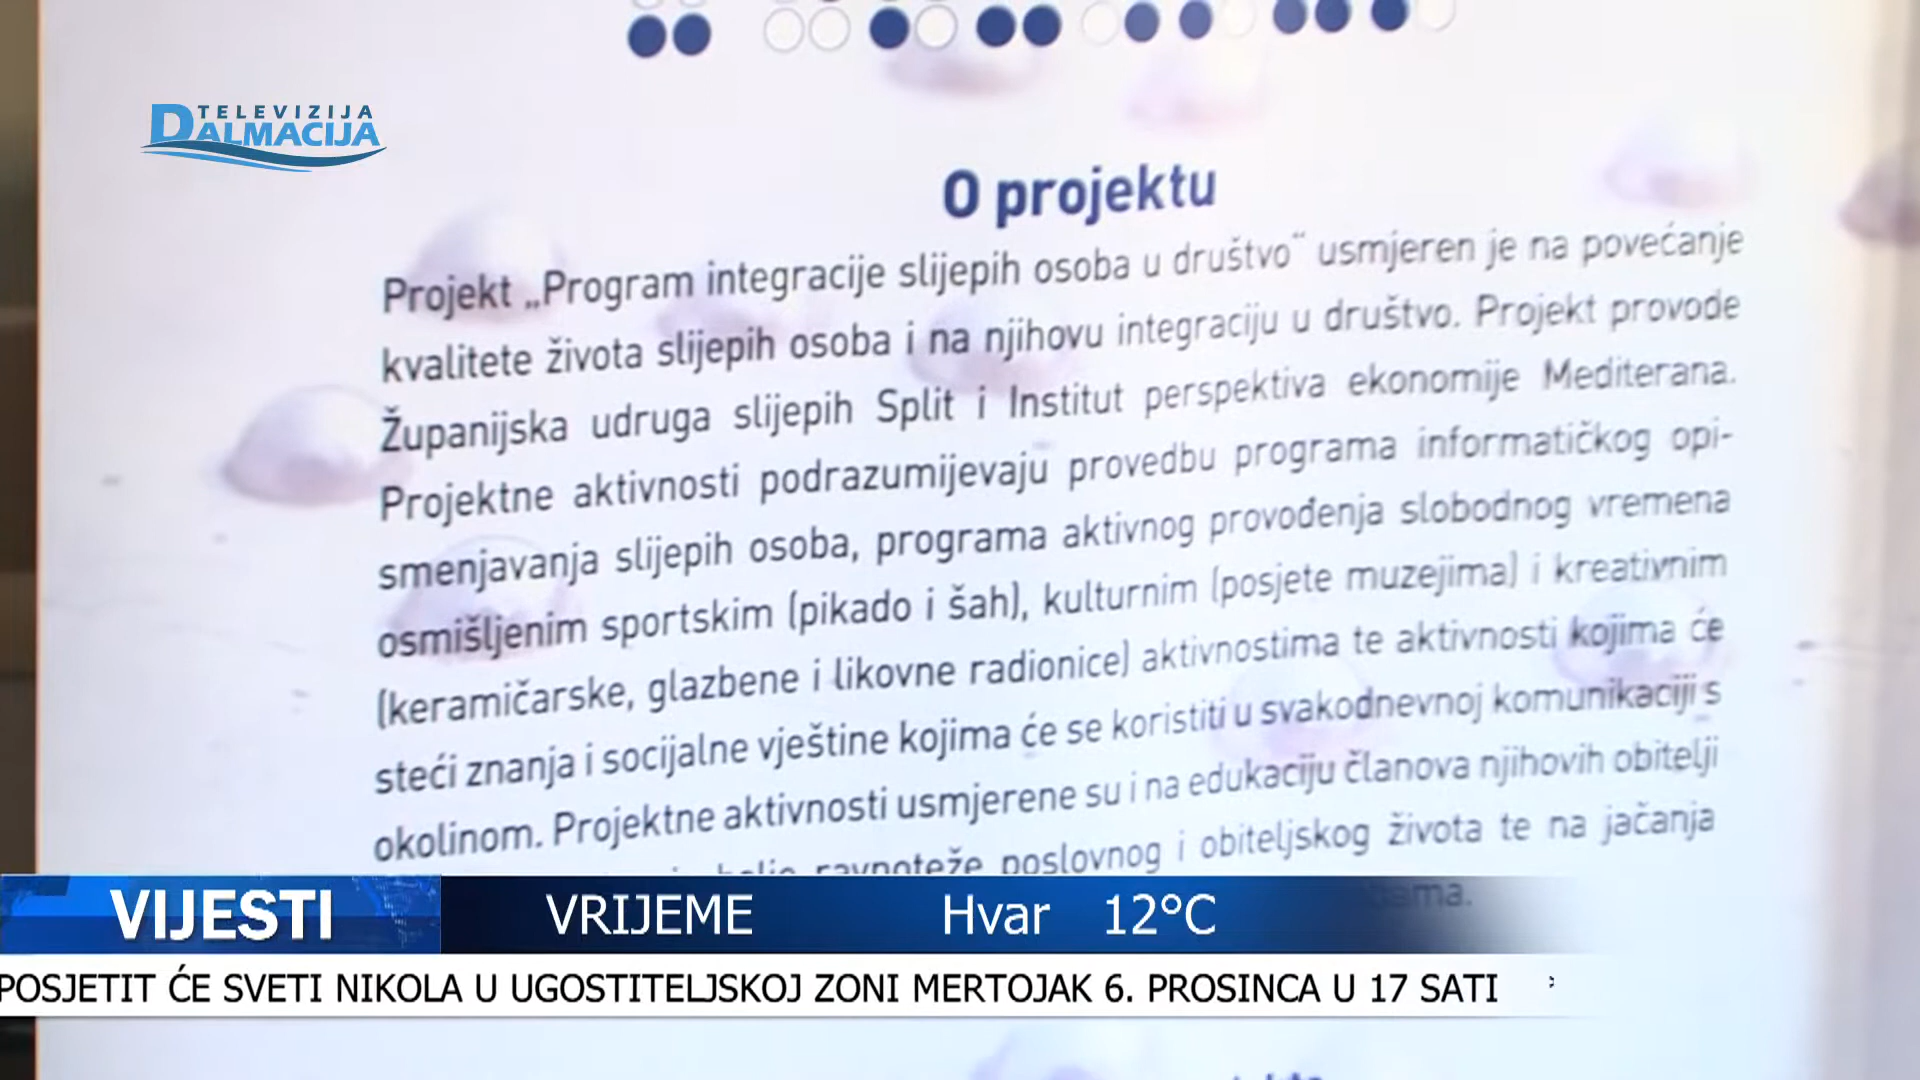 TELEVIZIJA
DALMACIJA
O projektu
Projekt „Program integracije slijepih osoba u društvo“ usmjeren je na povećanje
kvalitete života slijepih osoba i na njihovu integraciju u društvo. Projekt provode
Županijska udruga slijepih Split i Institut perspektiva ekonomije Mediterana.
Projektne aktivnosti podrazumijevaju provedbu programa informatičkog opi-
smenjavanja slijepih osoba, programa aktivnog provođenja slobodnog vremena
osmišljenim sportskim (pikado i šah), kulturnim (posjete muzejima) i kreativnim
(keramičarske, glazbene i likovne radionice) aktivnostima te aktivnosti kojima će
steći znanja i socijalne vještine kojima će se koristiti u svakodnevnoj komunikaciji s
okolinom. Projektne aktivnosti usmjerene su i na edukaciju članova njihovih obitelji
ravnoteže poslovnog i obiteljskog života te na jačanja
VIJESTI VRIJEME Hvar 12°C
POSJETIT ĆE SVETI NIKOLA U UGOSTITELJSKOJ ZONI MERTOJAK 6. PROSINCA U 17 SATI